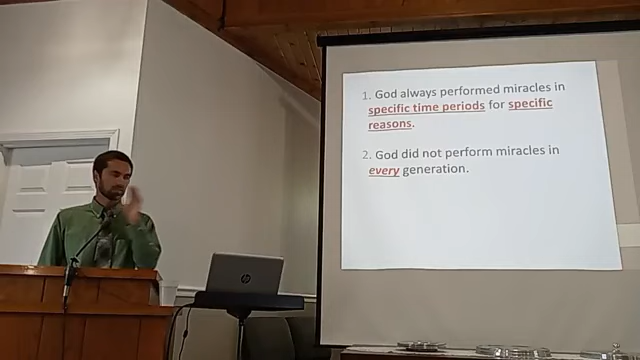 1. God always performed miracles in
specific time periods for specific
reasons.
2. God did not perform miracles in
every generation.
hp